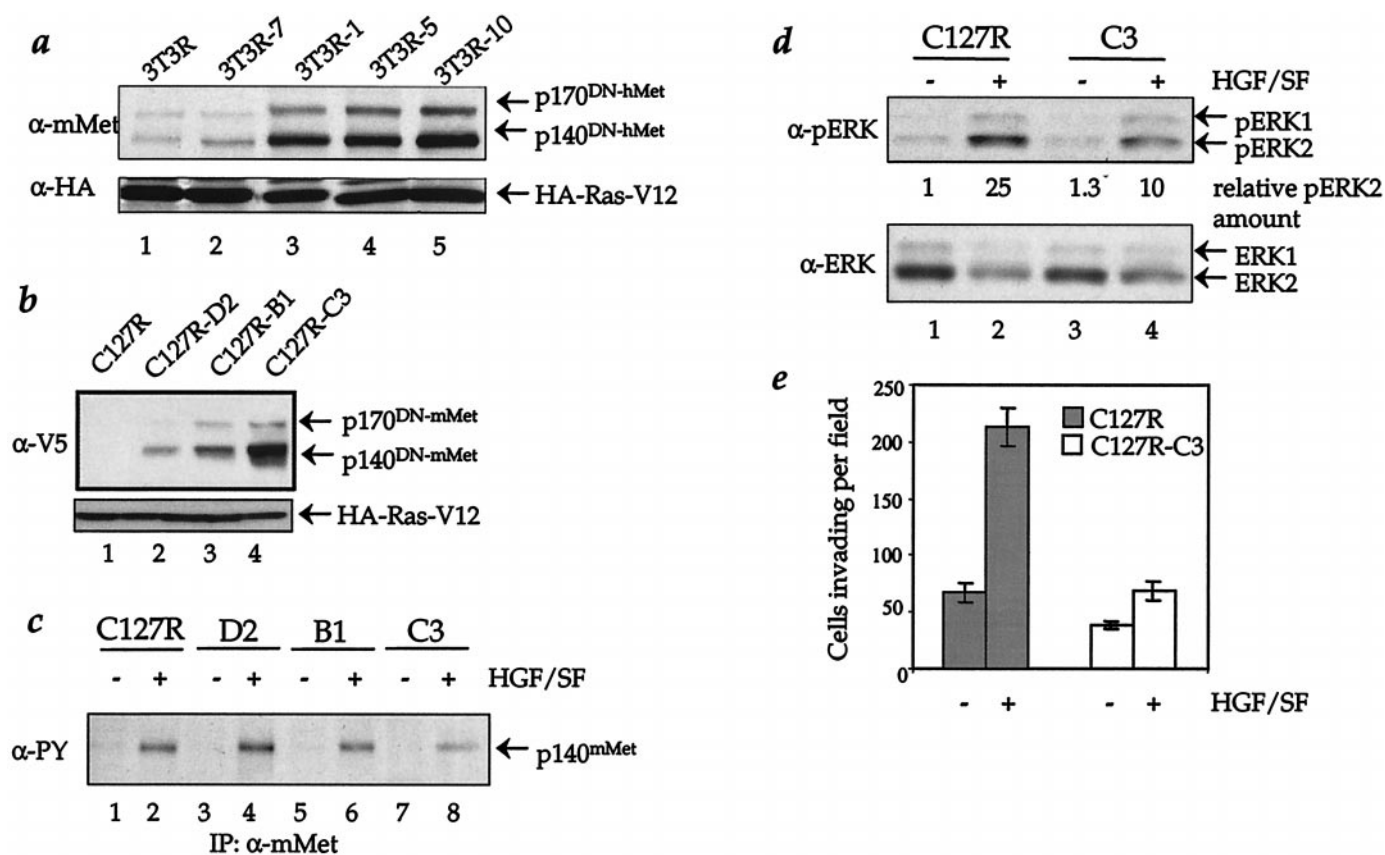 a
3T3R 3T3R-7 3T3R-1 3T3R-5 3T3R-10
α-mMet
p170DN-hMet
p140DN-hMet
α-HA
HA-Ras-V12
1 2 3 4 5
b
C127R C127R-D2 C127R-B1 C127R-C3
α-V5
p170DN-mMet
p140DN-mMet
HA-Ras-V12
1 2 3 4
c
C127R D2 B1 C3
- + - + - + - + HGF/SF
α-PY
p140mMet
1 2 3 4 5 6 7 8
IP: α-mMet
d
C127R C3
- + - + HGF/SF
α-pERK
pERK1
pERK2
1 25 1.3 10 relative pERK2
amount
α-ERK
ERK1
ERK2
1 2 3 4
e
Cells invading per field
250
200
150
100
50
0
C127R
C127R-C3
- + - + HGF/SF